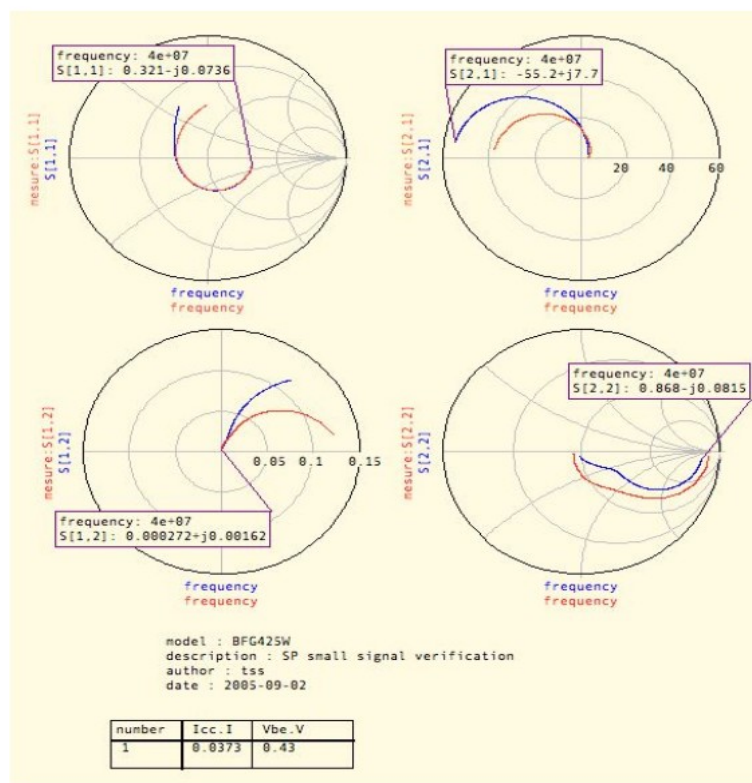 frequency: 4e+07
S[1,1]: 0.321-j0.0736
mesure:S[1,1]
S[1,1]
frequency
frequency
frequency: 4e+07
S[2,1]: -55.2+j7.7
mesure:S[2,1]
S[2,1]
20 40 60
frequency
frequency
frequency: 4e+07
S[1,2]: 0.000272+j0.00162
mesure:S[1,2]
S[1,2]
0.05 0.1 0.15
frequency
frequency
frequency: 4e+07
S[2,2]: 0.868-j0.0815
mesure:S[2,2]
S[2,2]
frequency
frequency
model : BFG425W
description : SP small signal verification
author : tss
date : 2005-09-02
number Icc.I Vbe.V
1 0.0373 0.43